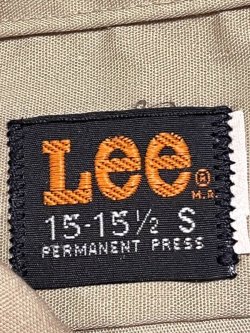 Lee®
M.R.
15-15½ S
PERMANENT PRESS